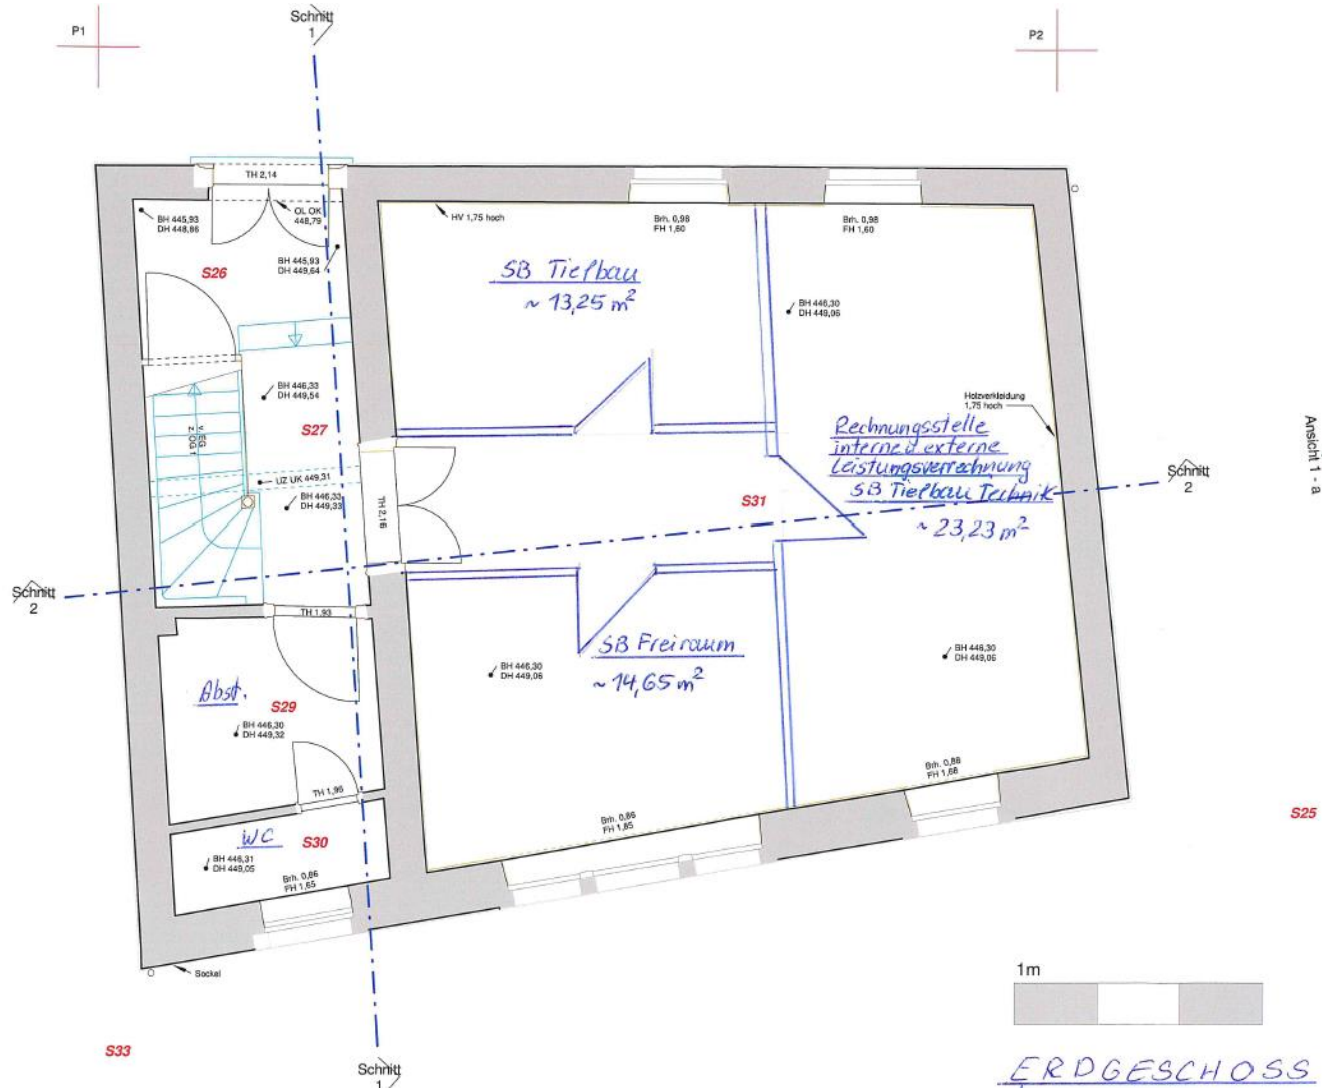 Schnitt
1
P1
P2
TH 2,14
OL OK
448,79
BH 445,93
DH 448,86
HV 1,75 hoch
Brh. 0,98
FH 1,60
Brh. 0,98
FH 1,60
BH 445,93
DH 449,64
S26
SB Tiefbau
~ 13,25 m²
BH 446,30
DH 449,06
BH 446,33
DH 449,54
Holzverkleidung
1,75 hoch
S27
v. EG
z. OG 1
Rechnungsstelle
interne u. externe
Leistungsverrechnung
SB Tiefbau Technik
~ 23,23 m²
Ansicht 1 - a
Schnitt
2
UZ UK 449,31
BH 446,33
DH 449,33
TH 2,16
S31
Schnitt
2
TH 1,93
SB Freiraum
~ 14,65 m²
BH 446,30
DH 449,06
BH 446,30
DH 449,06
Abst.
S29
BH 446,30
DH 449,32
TH 1,95
Brh. 0,88
FH 1,68
WC
S30
Brh. 0,86
FH 1,85
S25
BH 446,31
DH 449,05
Brh. 0,86
FH 1,65
Sockel
1m
S33
Schnitt
1
ERDGESCHOSS